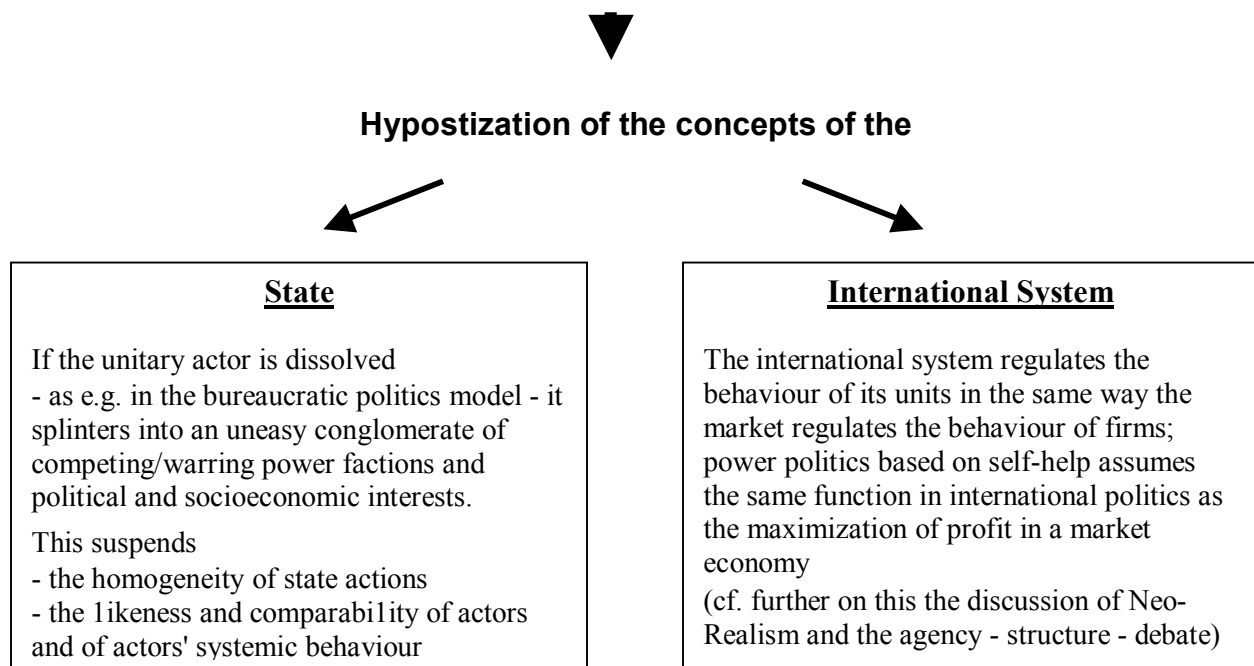 Hypostization of the concepts of the
State
If the unitary actor is dissolved
- as e.g. in the bureaucratic politics model - it
splinters into an uneasy conglomerate of
competing/warring power factions and
political and socioeconomic interests.
This suspends
- the homogeneity of state actions
- the 1ikeness and comparabi1ity of actors
and of actors' systemic behaviour
International System
The international system regulates the
behaviour of its units in the same way the
market regulates the behaviour of firms;
power politics based on self-help assumes
the same function in international politics as
the maximization of profit in a market
economy
(cf. further on this the discussion of Neo-
Realism and the agency - structure - debate)